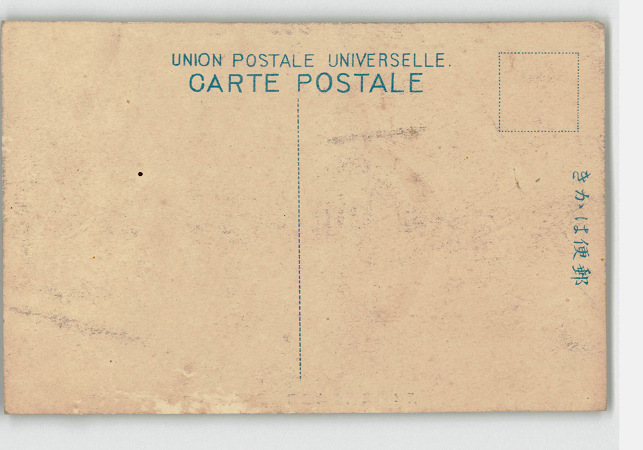 UNION POSTALE UNIVERSELLE.
CARTE POSTALE
きかは便郵